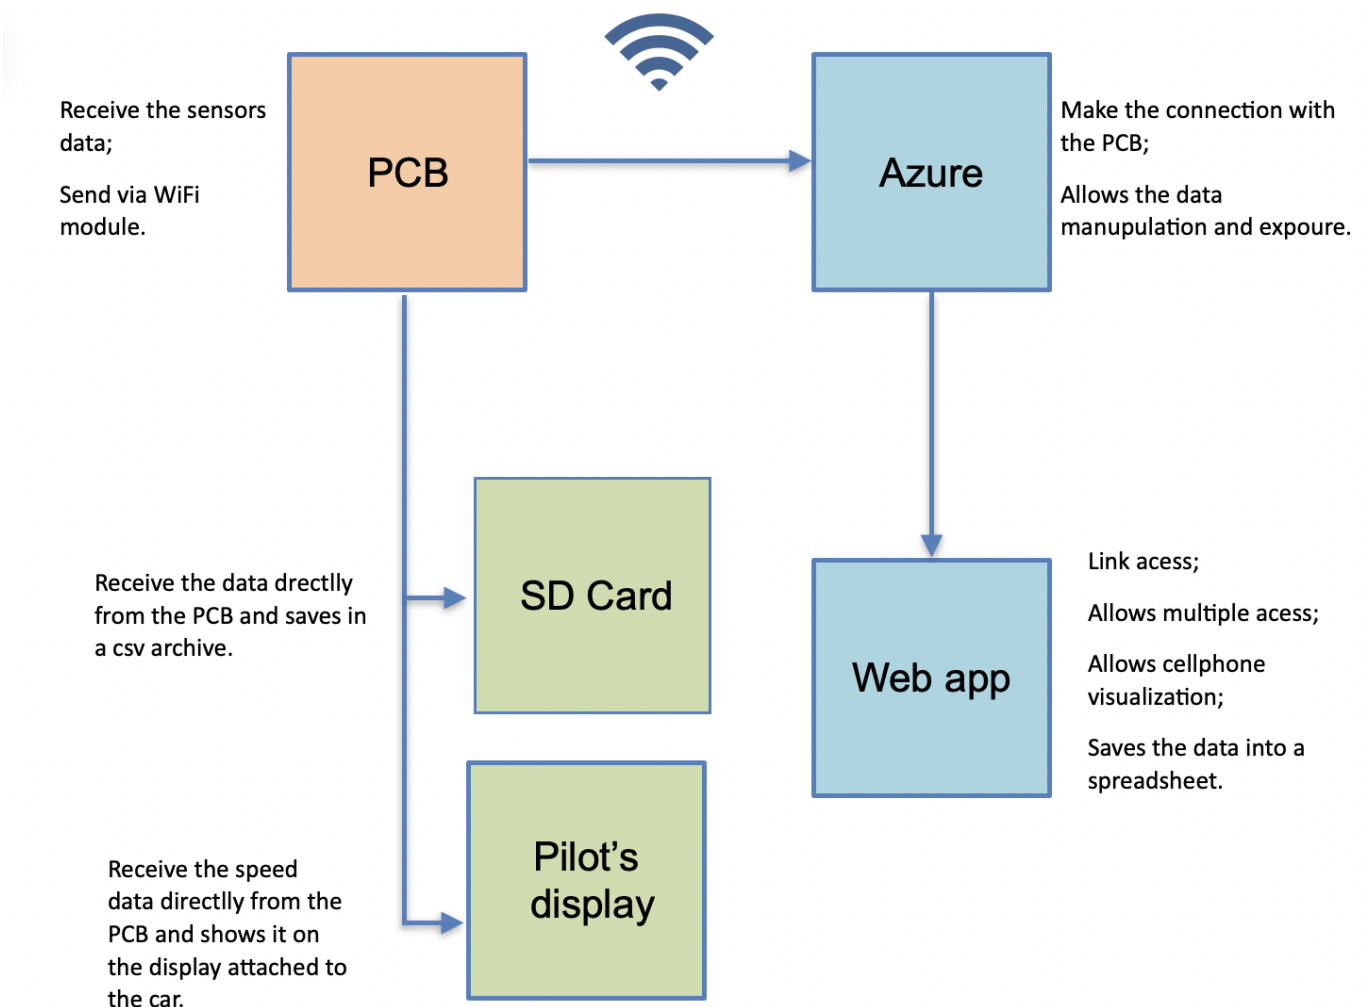 Receive the sensors
data;
Send via WiFi
module.
PCB
Azure
Make the connection with
the PCB;
Allows the data
manupulation and expoure.
Receive the data drectlly
from the PCB and saves in
a csv archive.
SD Card
Web app
Link acess;
Allows multiple acess;
Allows cellphone
visualization;
Saves the data into a
spreadsheet.
Receive the speed
data directlly from the
PCB and shows it on
the display attached to
the car.
Pilot’s
display